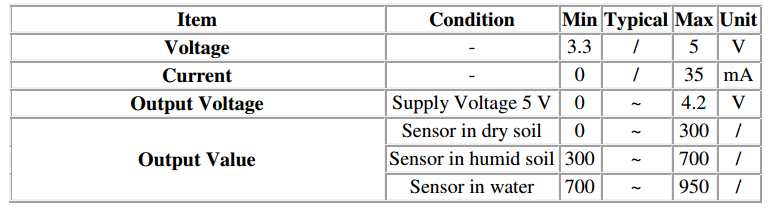 Item Condition Min Typical Max Unit
Voltage - 3.3 / 5 V
Current - 0 / 35 mA
Output Voltage Supply Voltage 5 V 0 ~ 4.2 V
Output Value Sensor in dry soil 0 ~ 300 /
Sensor in humid soil 300 ~ 700 /
Sensor in water 700 ~ 950 /